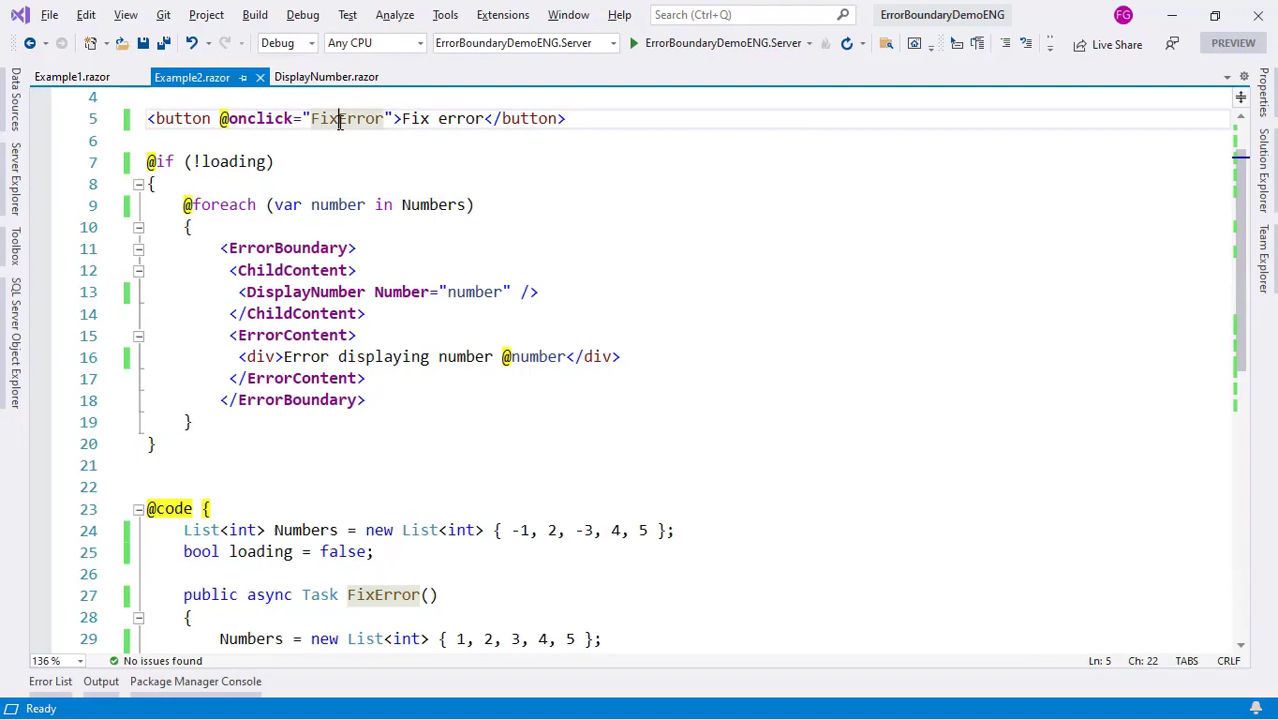 File Edit View Git Project Build Debug Test Analyze Tools Extensions Window Help Search (Ctrl+Q) ErrorBoundaryDemoENG FG
Debug Any CPU ErrorBoundaryDemoENG.Server ErrorBoundaryDemoENG.Server Live Share PREVIEW
Example1.razor Example2.razor DisplayNumber.razor
4
5 <button @onclick="FixError">Fix error</button>
6
7 @if (!loading)
8 {
9 @foreach (var number in Numbers)
10 {
11 <ErrorBoundary>
12 <ChildContent>
13 <DisplayNumber Number="number" />
14 </ChildContent>
15 <ErrorContent>
16 <div>Error displaying number @number</div>
17 </ErrorContent>
18 </ErrorBoundary>
19 }
20 }
21
22
23 @code {
24 List<int> Numbers = new List<int> { -1, 2, -3, 4, 5 };
25 bool loading = false;
26
27 public async Task FixError()
28 {
29 Numbers = new List<int> { 1, 2, 3, 4, 5 };
136 % No issues found Ln: 5 Ch: 22 TABS CRLF
Error List Output Package Manager Console
Ready
Data Sources
Server Explorer
Toolbox
SQL Server Object Explorer
Properties
Solution Explorer
Team Explorer